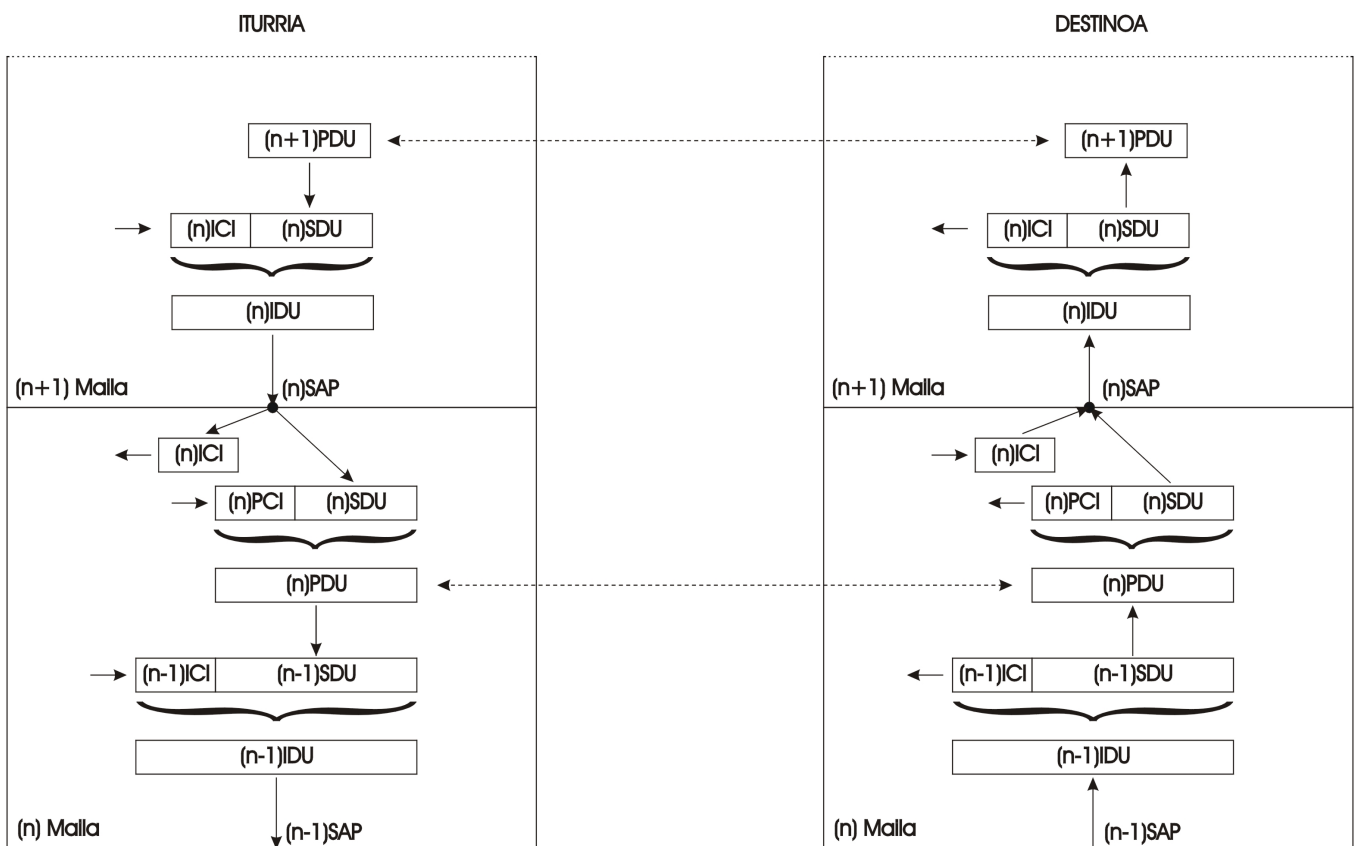 ITURRIA
DESTINOA
(n+1)PDU
(n+1)PDU
(n)ICI (n)SDU
(n)ICI (n)SDU
(n)IDU
(n)IDU
(n+1) Malla
(n)SAP
(n+1) Malla
(n)SAP
(n)ICI
(n)ICI
(n)PCI (n)SDU
(n)PCI (n)SDU
(n)PDU
(n)PDU
(n-1)ICI (n-1)SDU
(n-1)ICI (n-1)SDU
(n-1)IDU
(n-1)IDU
(n) Malla
(n-1)SAP
(n) Malla
(n-1)SAP